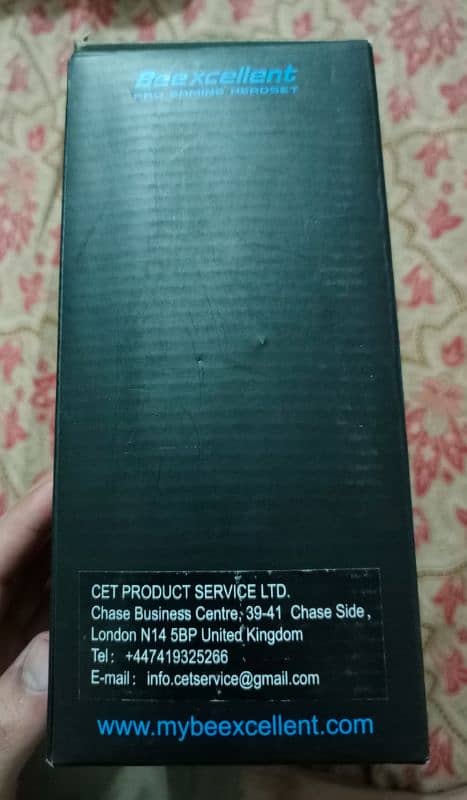 Beexcellent
PRO GAMING HEADSET
CET PRODUCT SERVICE LTD.
Chase Business Centre, 39-41 Chase Side,
London N14 5BP United Kingdom
Tel: +447419325266
E-mail: info.cetservice@gmail.com
www.mybeexcellent.com